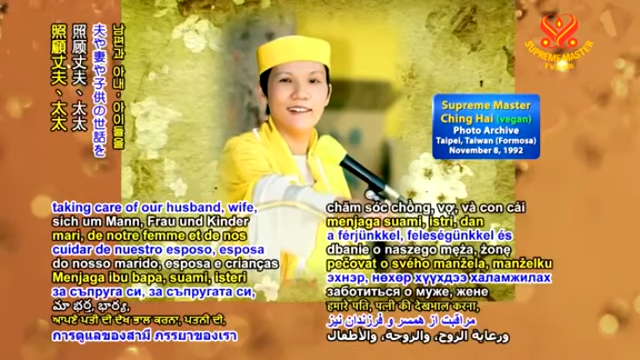 照顧丈夫、太太
照顾丈夫、太太
夫や妻や子供の世話を
남편과 아내·아이들을
SUPREME MASTER
Supreme Master
Ching Hai (vegan)
Photo Archive
Taipei, Taiwan (Formosa)
November 8, 1992
taking care of our husband, wife,
sich um Mann, Frau und Kinder
mari, de notre femme et de nos
cuidar de nuestro esposo, esposa
do nosso marido, esposa e crianças
Menjaga ibu bapa, suami, isteri
за съпруга си, за съпругата си,
మా భర్త, భార్య,
ਆਪਣੇ ਪਤੀ ਦੀ ਦੇਖ ਭਾਲ ਕਰਨਾ, ਪਤਨੀ ਦੀ,
การดูแลของสามี ภรรยาของเรา
chăm sóc chồng, vợ, và con cái
menjaga suami, istri, dan
a férjünkkel, feleségünkkel és
dbanie o naszego męża, żonę
pečovat o svého manžela, manželku
эхнэр, нөхөр хүүхдээ халамжилах
заботиться о муже, жене
हमारे पति, पत्नी की देखभाल करना,
مراقبت از همسر و فرزندان نیز
ورعاية الروح، والزوجة، والأطفال